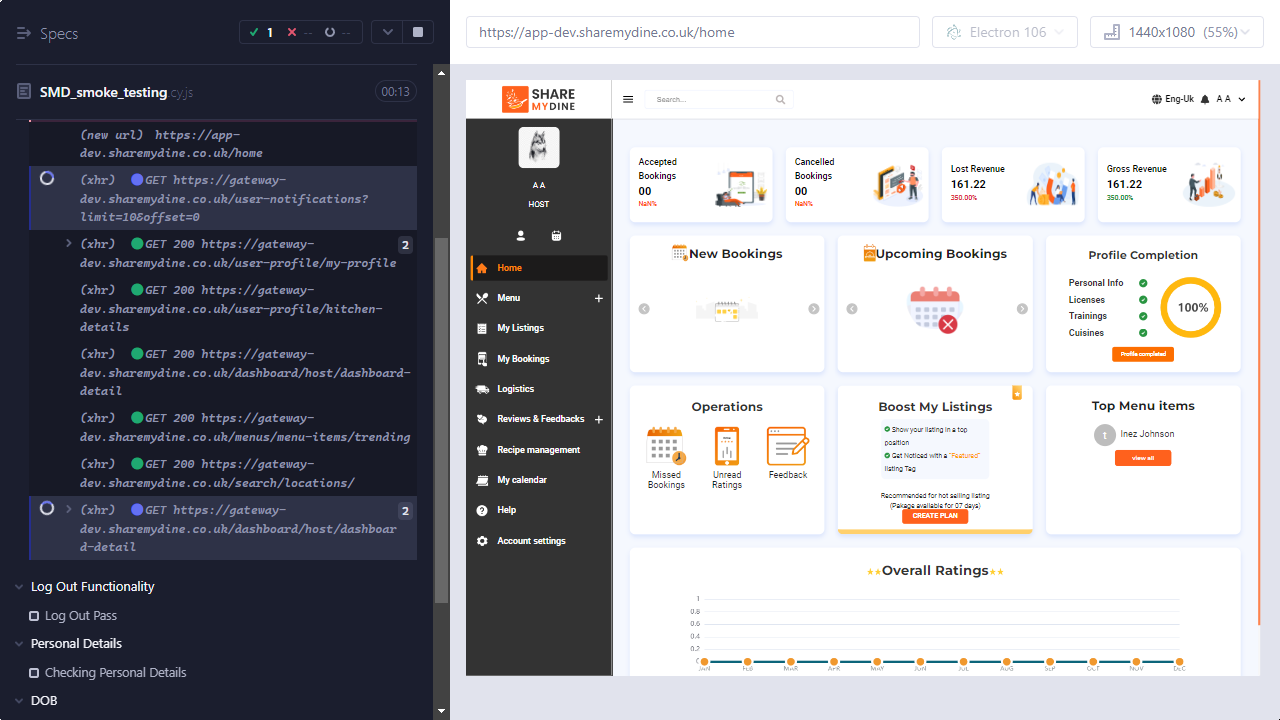 Specs
1
--
--
https://app-dev.sharemydine.co.uk/home
Electron 106
1440x1080 (55%)
SMD_smoke_testing.cy.js
00:13
(new url) https://app-
dev.sharemydine.co.uk/home
(xhr) GET https://gateway-
dev.sharemydine.co.uk/user-notifications?
limit=10&offset=0
(xhr) GET 200 https://gateway-
dev.sharemydine.co.uk/user-profile/my-profile
2
(xhr) GET 200 https://gateway-
dev.sharemydine.co.uk/user-profile/kitchen-
details
(xhr) GET 200 https://gateway-
dev.sharemydine.co.uk/dashboard/host/dashboard-
detail
(xhr) GET 200 https://gateway-
dev.sharemydine.co.uk/menus/menu-items/trending
(xhr) GET 200 https://gateway-
dev.sharemydine.co.uk/search/locations/
(xhr) GET https://gateway-
dev.sharemydine.co.uk/dashboard/host/dashboar
d-detail
2
Log Out Functionality
Log Out Pass
Personal Details
Checking Personal Details
DOB
SHARE
MYDINE
Search...
Eng-Uk
A A
A A
HOST
Home
Menu
My Listings
My Bookings
Logistics
Reviews & Feedbacks
Recipe management
My calendar
Help
Account settings
Accepted
Bookings
00
NaN%
Cancelled
Bookings
00
NaN%
Lost Revenue
161.22
350.00%
Gross Revenue
161.22
350.00%
New Bookings
Upcoming Bookings
Profile Completion
Personal Info
Licenses
Trainings
Cuisines
100%
Profile completed
Operations
Missed
Bookings
Unread
Ratings
Feedback
Boost My Listings
Show your listing in a top
position
Get Noticed with a "Featured"
listing Tag
Recommended for hot selling listing
(Pakage available for 07 days)
CREATE PLAN
Top Menu items
t
Inez Johnson
view all
Overall Ratings
1
0.8
0.6
0.4
0.2
0
JAN
FEB
MAR
APR
MAY
JUN
JUL
AUG
SEP
OCT
NOV
DEC